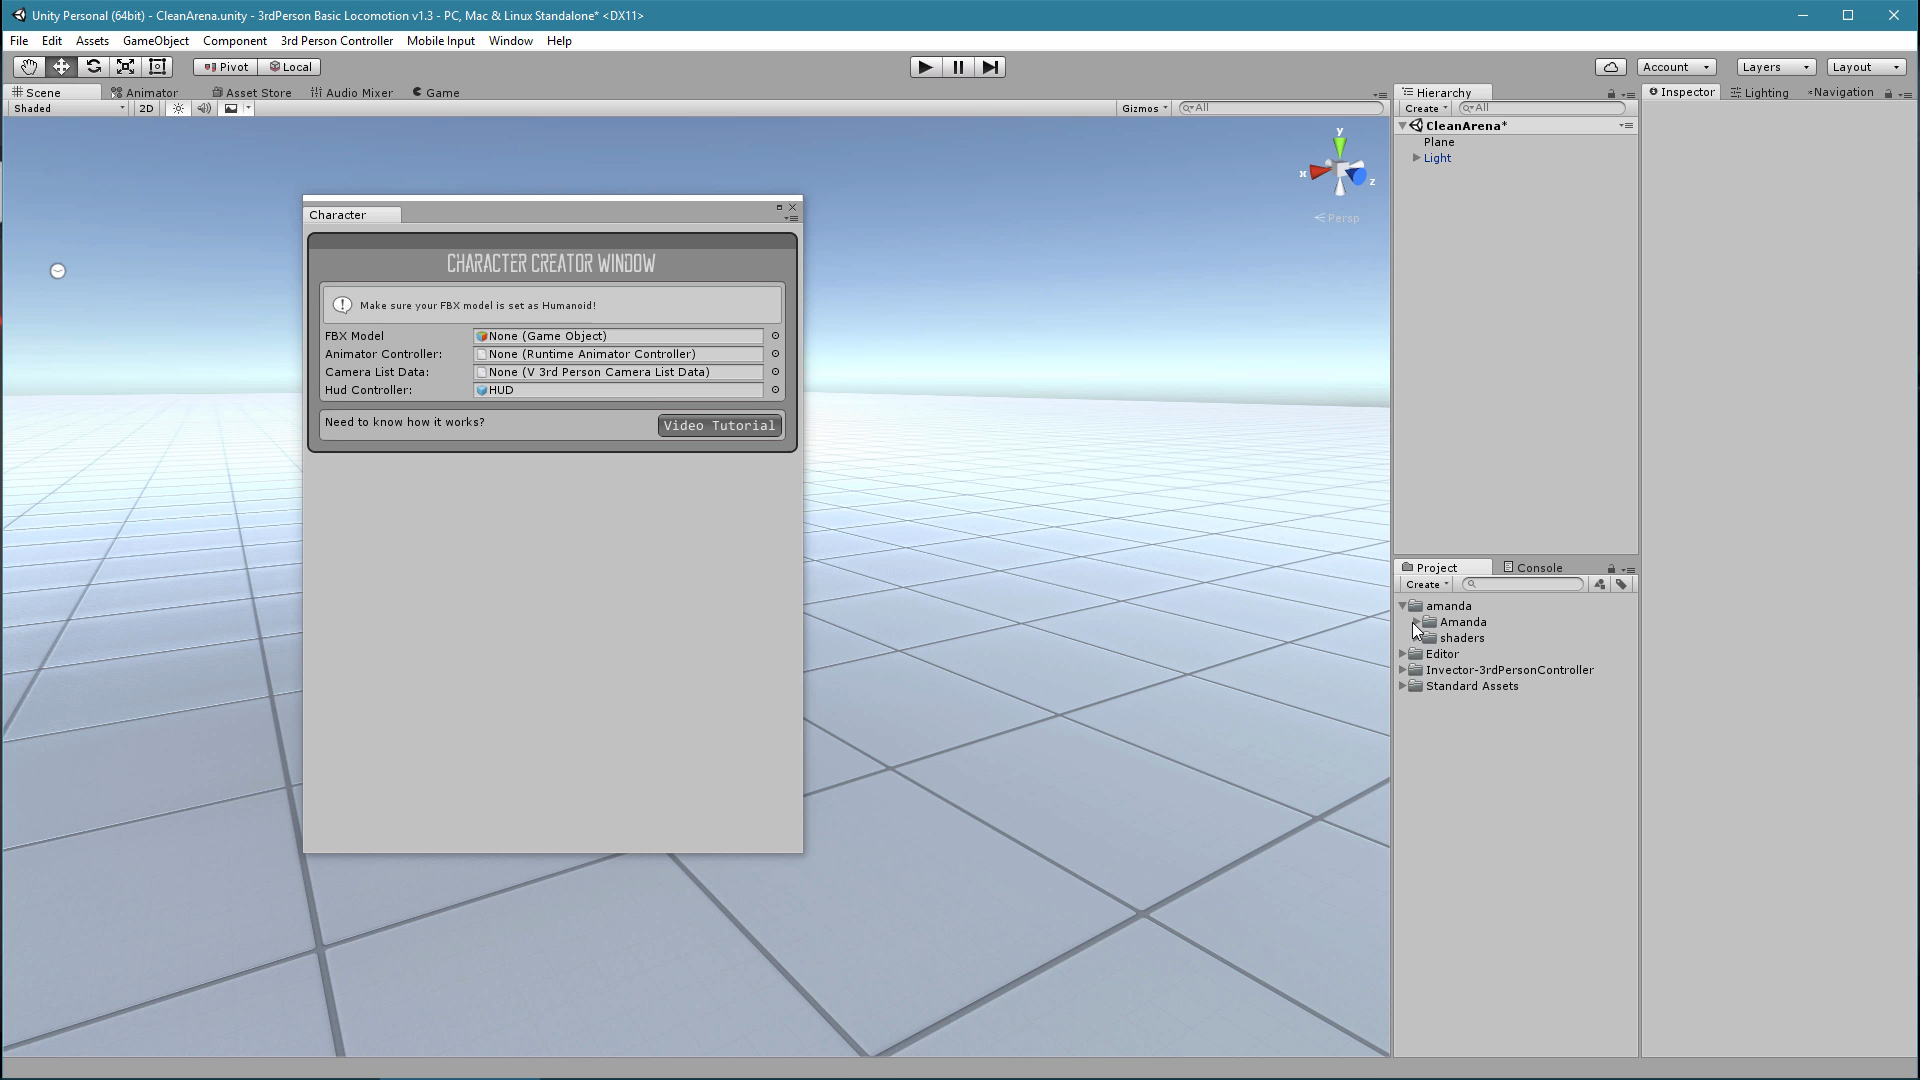 Unity Personal (64bit) - CleanArena.unity - 3rdPerson Basic Locomotion v1.3 - PC, Mac & Linux Standalone* <DX11>
File Edit Assets GameObject Component 3rd Person Controller Mobile Input Window Help
Pivot Local Account Layers Layout
Scene Animator Asset Store Audio Mixer Game
Shaded 2D Gizmos All
y
x
z
Persp
Character
CHARACTER CREATOR WINDOW
Make sure your FBX model is set as Humanoid!
FBX Model None (Game Object)
Animator Controller: None (Runtime Animator Controller)
Camera List Data: None (V 3rd Person Camera List Data)
Hud Controller: HUD
Need to know how it works? Video Tutorial
Hierarchy
Create All
CleanArena*
Plane
Light
Project Console
Create
amanda
Amanda
shaders
Editor
Invector-3rdPersonController
Standard Assets
Inspector Lighting Navigation